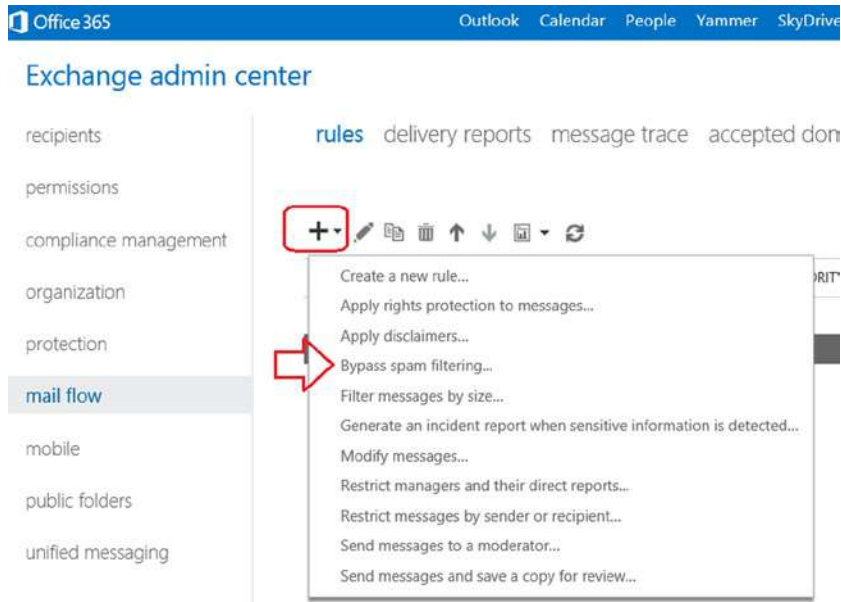 Office 365 Outlook Calendar People Yammer SkyDrive
Exchange admin center
rules delivery reports message trace accepted dom
recipients
permissions
compliance management
organization
protection
mail flow
mobile
public folders
unified messaging
Create a new rule...
Apply rights protection to messages...
Apply disclaimers...
Bypass spam filtering...
Filter messages by size...
Generate an incident report when sensitive information is detected...
Modify messages...
Restrict managers and their direct reports...
Restrict messages by sender or recipient...
Send messages to a moderator...
Send messages and save a copy for review...